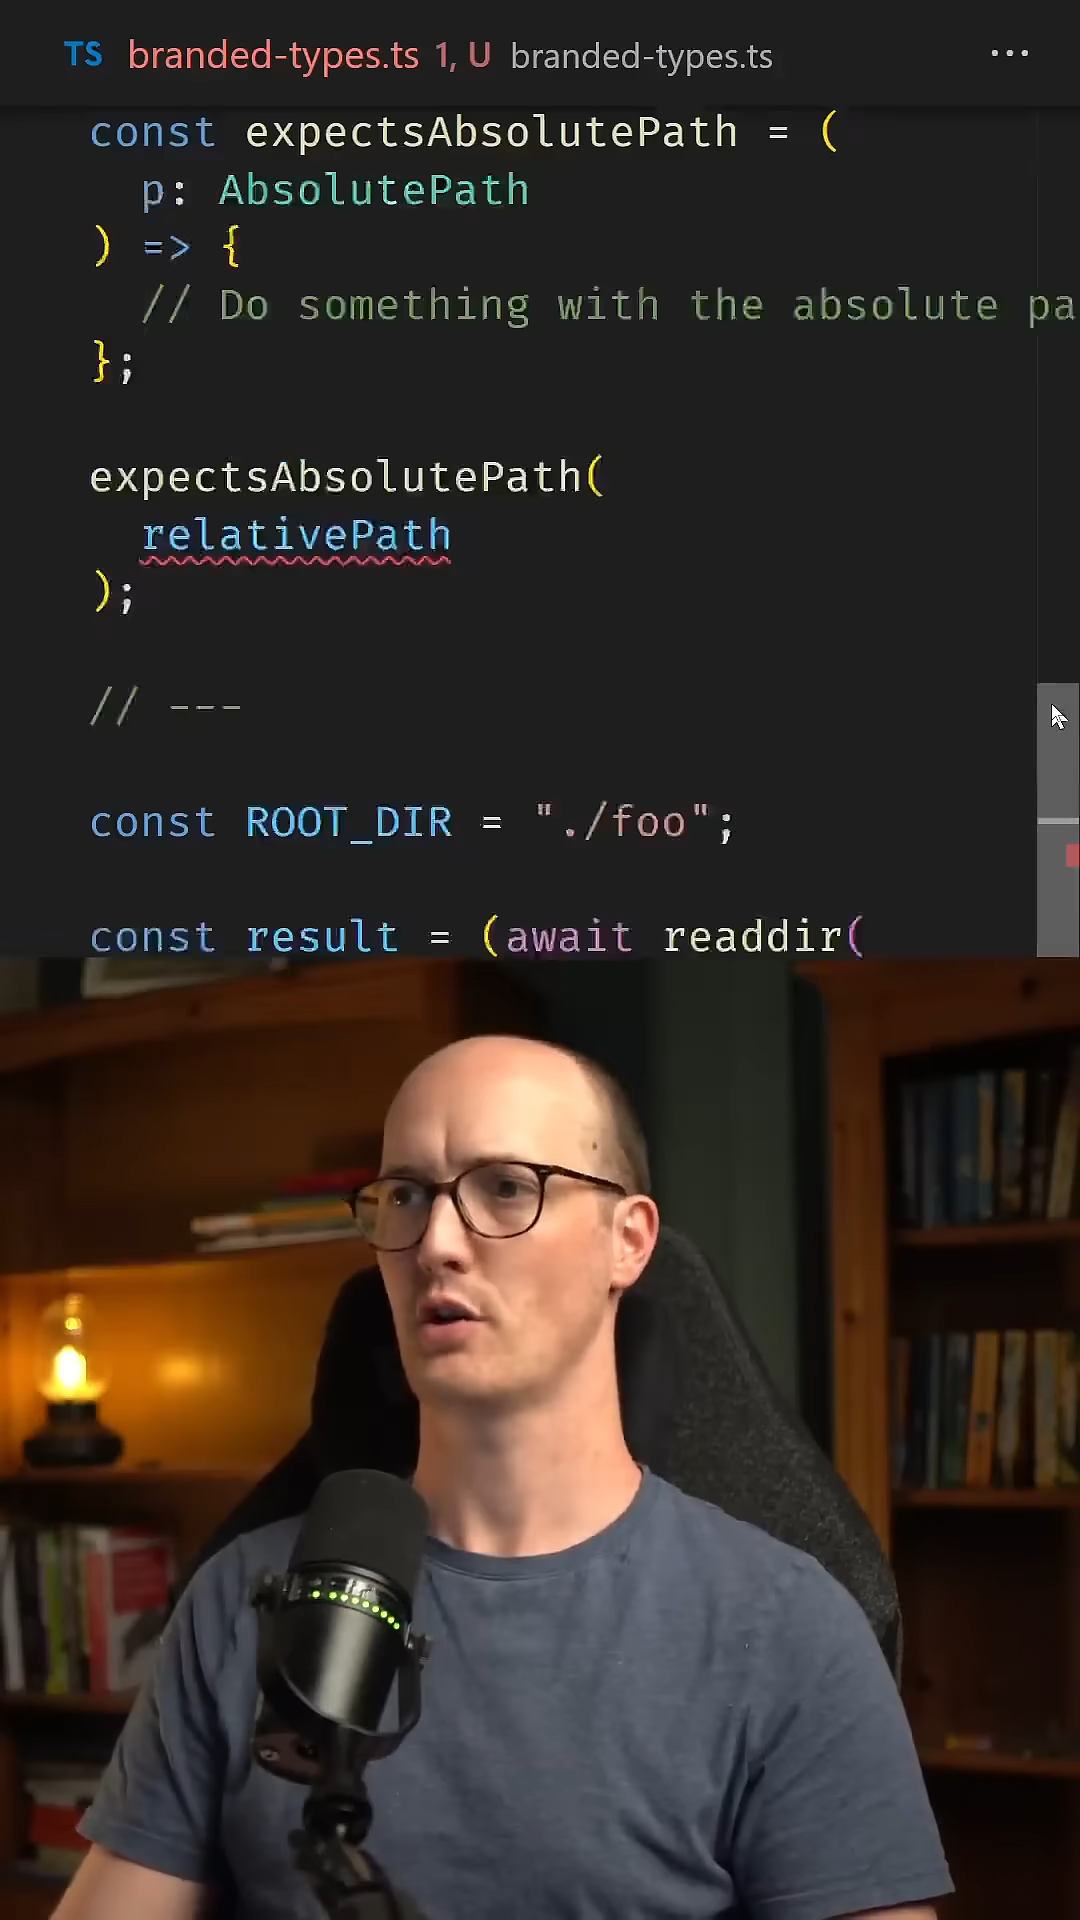 TS branded-types.ts 1, U branded-types.ts ...
const expectsAbsolutePath = (
p: AbsolutePath
) => {
// Do something with the absolute pa
};
expectsAbsolutePath(
relativePath
);
// ---
const ROOT_DIR = "./foo";
const result = (await readdir(